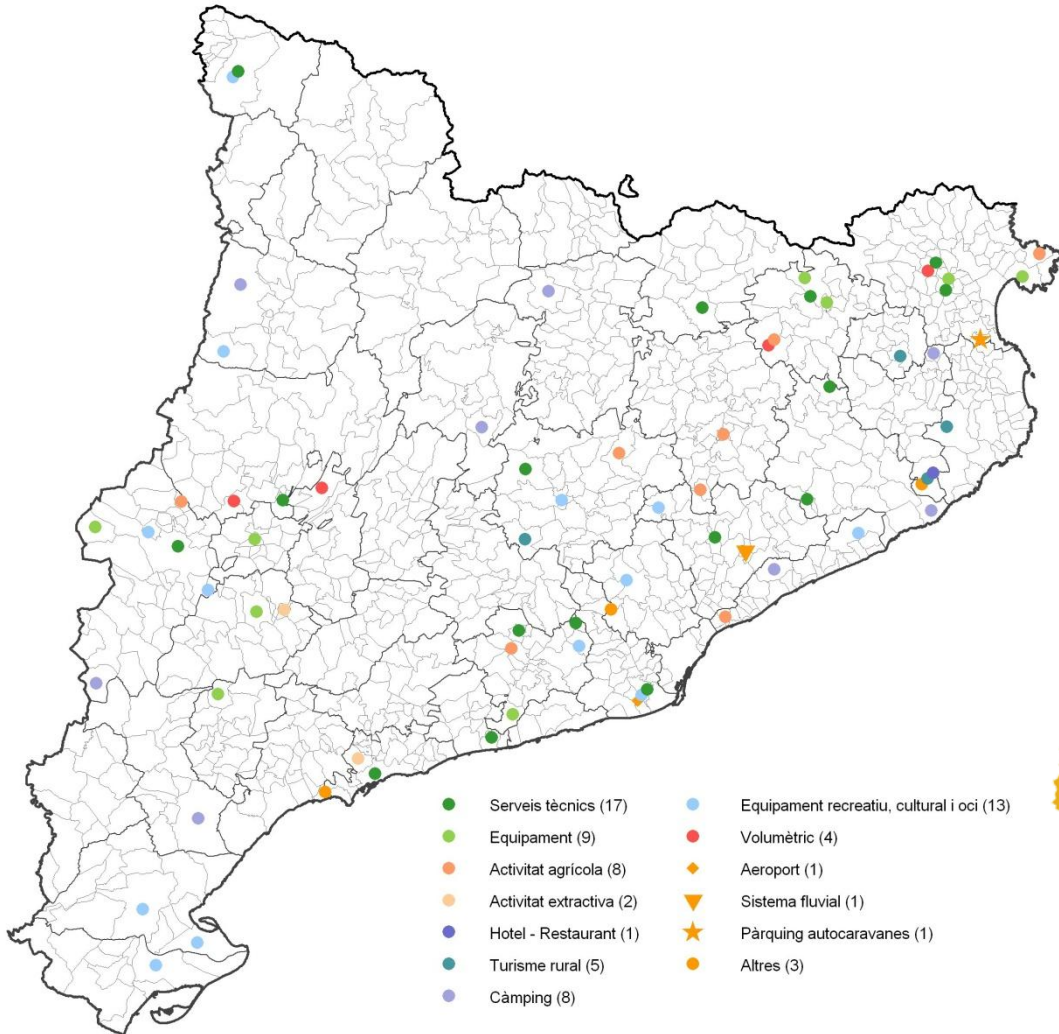 Serveis tècnics (17)
Equipament (9)
Activitat agrícola (8)
Activitat extractiva (2)
Hotel - Restaurant (1)
Turisme rural (5)
Càmping (8)
Equipament recreatiu, cultural i oci (13)
Volumètric (4)
Aeroport (1)
Sistema fluvial (1)
Pàrquing autocaravanes (1)
Altres (3)